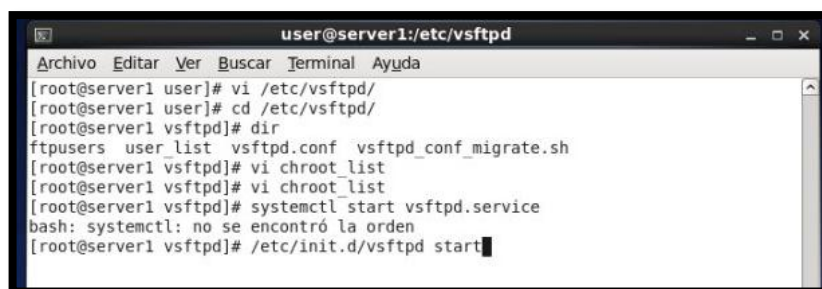 user@server1:/etc/vsftpd
Archivo Editar Ver Buscar Terminal Ayuda
[root@server1 user]# vi /etc/vsftpd/
[root@server1 user]# cd /etc/vsftpd/
[root@server1 vsftpd]# dir
ftpusers  user_list  vsftpd.conf  vsftpd_conf_migrate.sh
[root@server1 vsftpd]# vi chroot_list
[root@server1 vsftpd]# vi chroot_list
[root@server1 vsftpd]# systemctl start vsftpd.service
bash: systemctl: no se encontró la orden
[root@server1 vsftpd]# /etc/init.d/vsftpd start